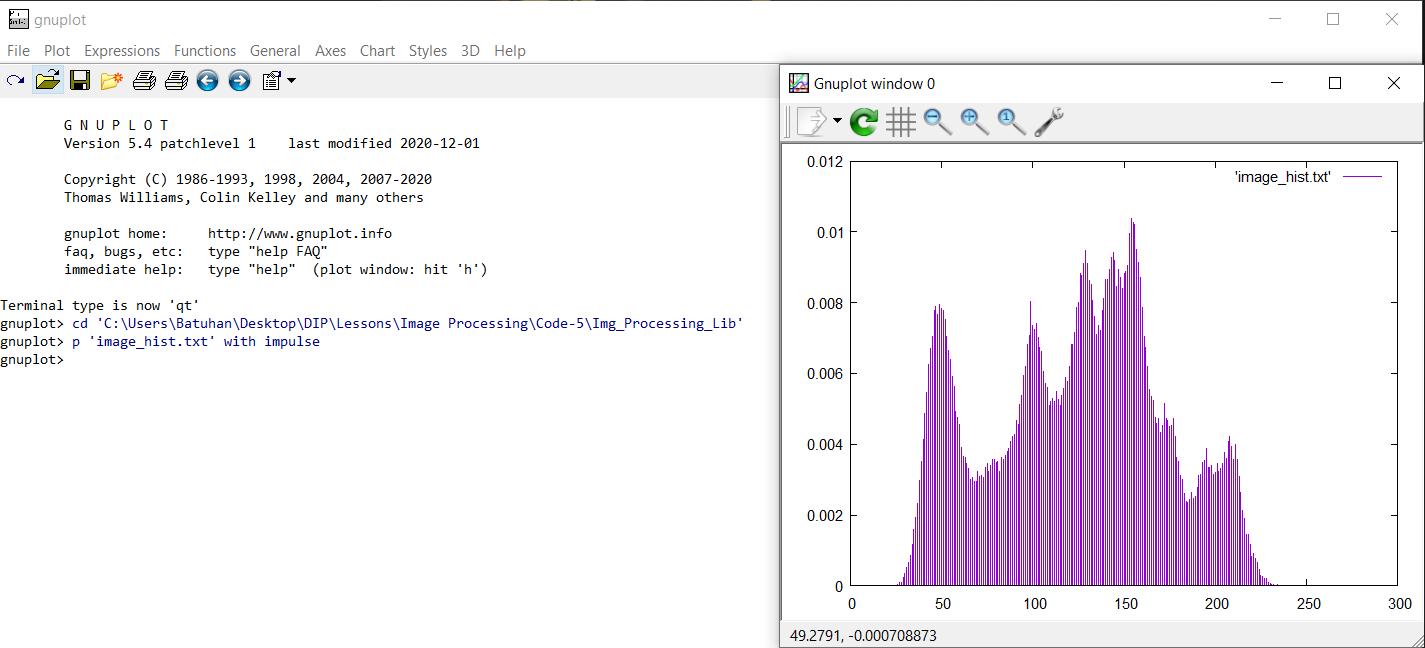 gnuplot
File Plot Expressions Functions General Axes Chart Styles 3D Help
G N U P L O T
Version 5.4 patchlevel 1    last modified 2020-12-01
Copyright (C) 1986-1993, 1998, 2004, 2007-2020
Thomas Williams, Colin Kelley and many others
gnuplot home:     http://www.gnuplot.info
faq, bugs, etc:   type "help FAQ"
immediate help:   type "help"  (plot window: hit 'h')
Terminal type is now 'qt'
gnuplot> cd 'C:\Users\Batuhan\Desktop\DIP\Lessons\Image Processing\Code-5\Img_Processing_Lib'
gnuplot> p 'image_hist.txt' with impulse
gnuplot>
Gnuplot window 0
0.012
'image_hist.txt'
0.01
0.008
0.006
0.004
0.002
0
0 50 100 150 200 250 300
49.2791, -0.000708873